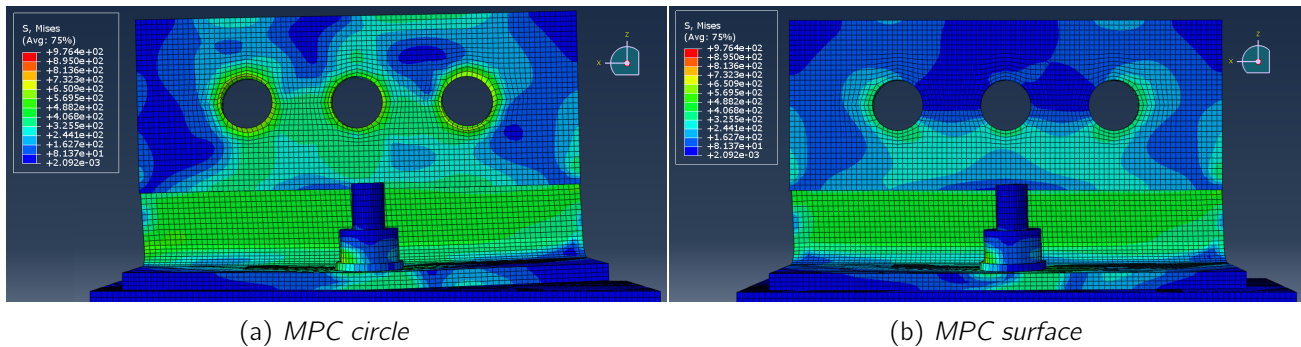 S, Mises
(Avg: 75%)
+9.764e+02
+8.950e+02
+8.136e+02
+7.323e+02
+6.509e+02
+5.695e+02
+4.882e+02
+4.068e+02
+3.255e+02
+2.441e+02
+1.627e+02
+8.137e+01
+2.092e-03
z
x
S, Mises
(Avg: 75%)
+9.764e+02
+8.950e+02
+8.136e+02
+7.323e+02
+6.509e+02
+5.695e+02
+4.882e+02
+4.068e+02
+3.255e+02
+2.441e+02
+1.627e+02
+8.137e+01
+2.092e-03
z
x
(a) MPC circle
(b) MPC surface